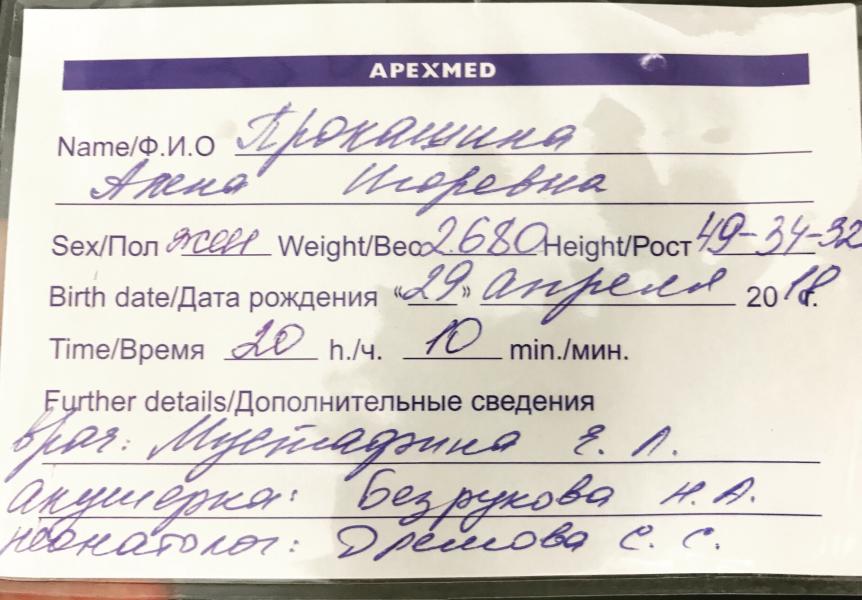 APEXMED
Name/Ф.И.О Прокашина
Алена Игоревна
Sex/Пол жен Weight/Вес 2680 Height/Рост 49-34-32
Birth date/Дата рождения «29» апреля 2018г.
Time/Время 20 h./ч. 10 min./мин.
Further details/Дополнительные сведения
врач: Мустафина Е. Л.
акушерка: Безрукова Н. А.
неонатолог: Дремова С. С.